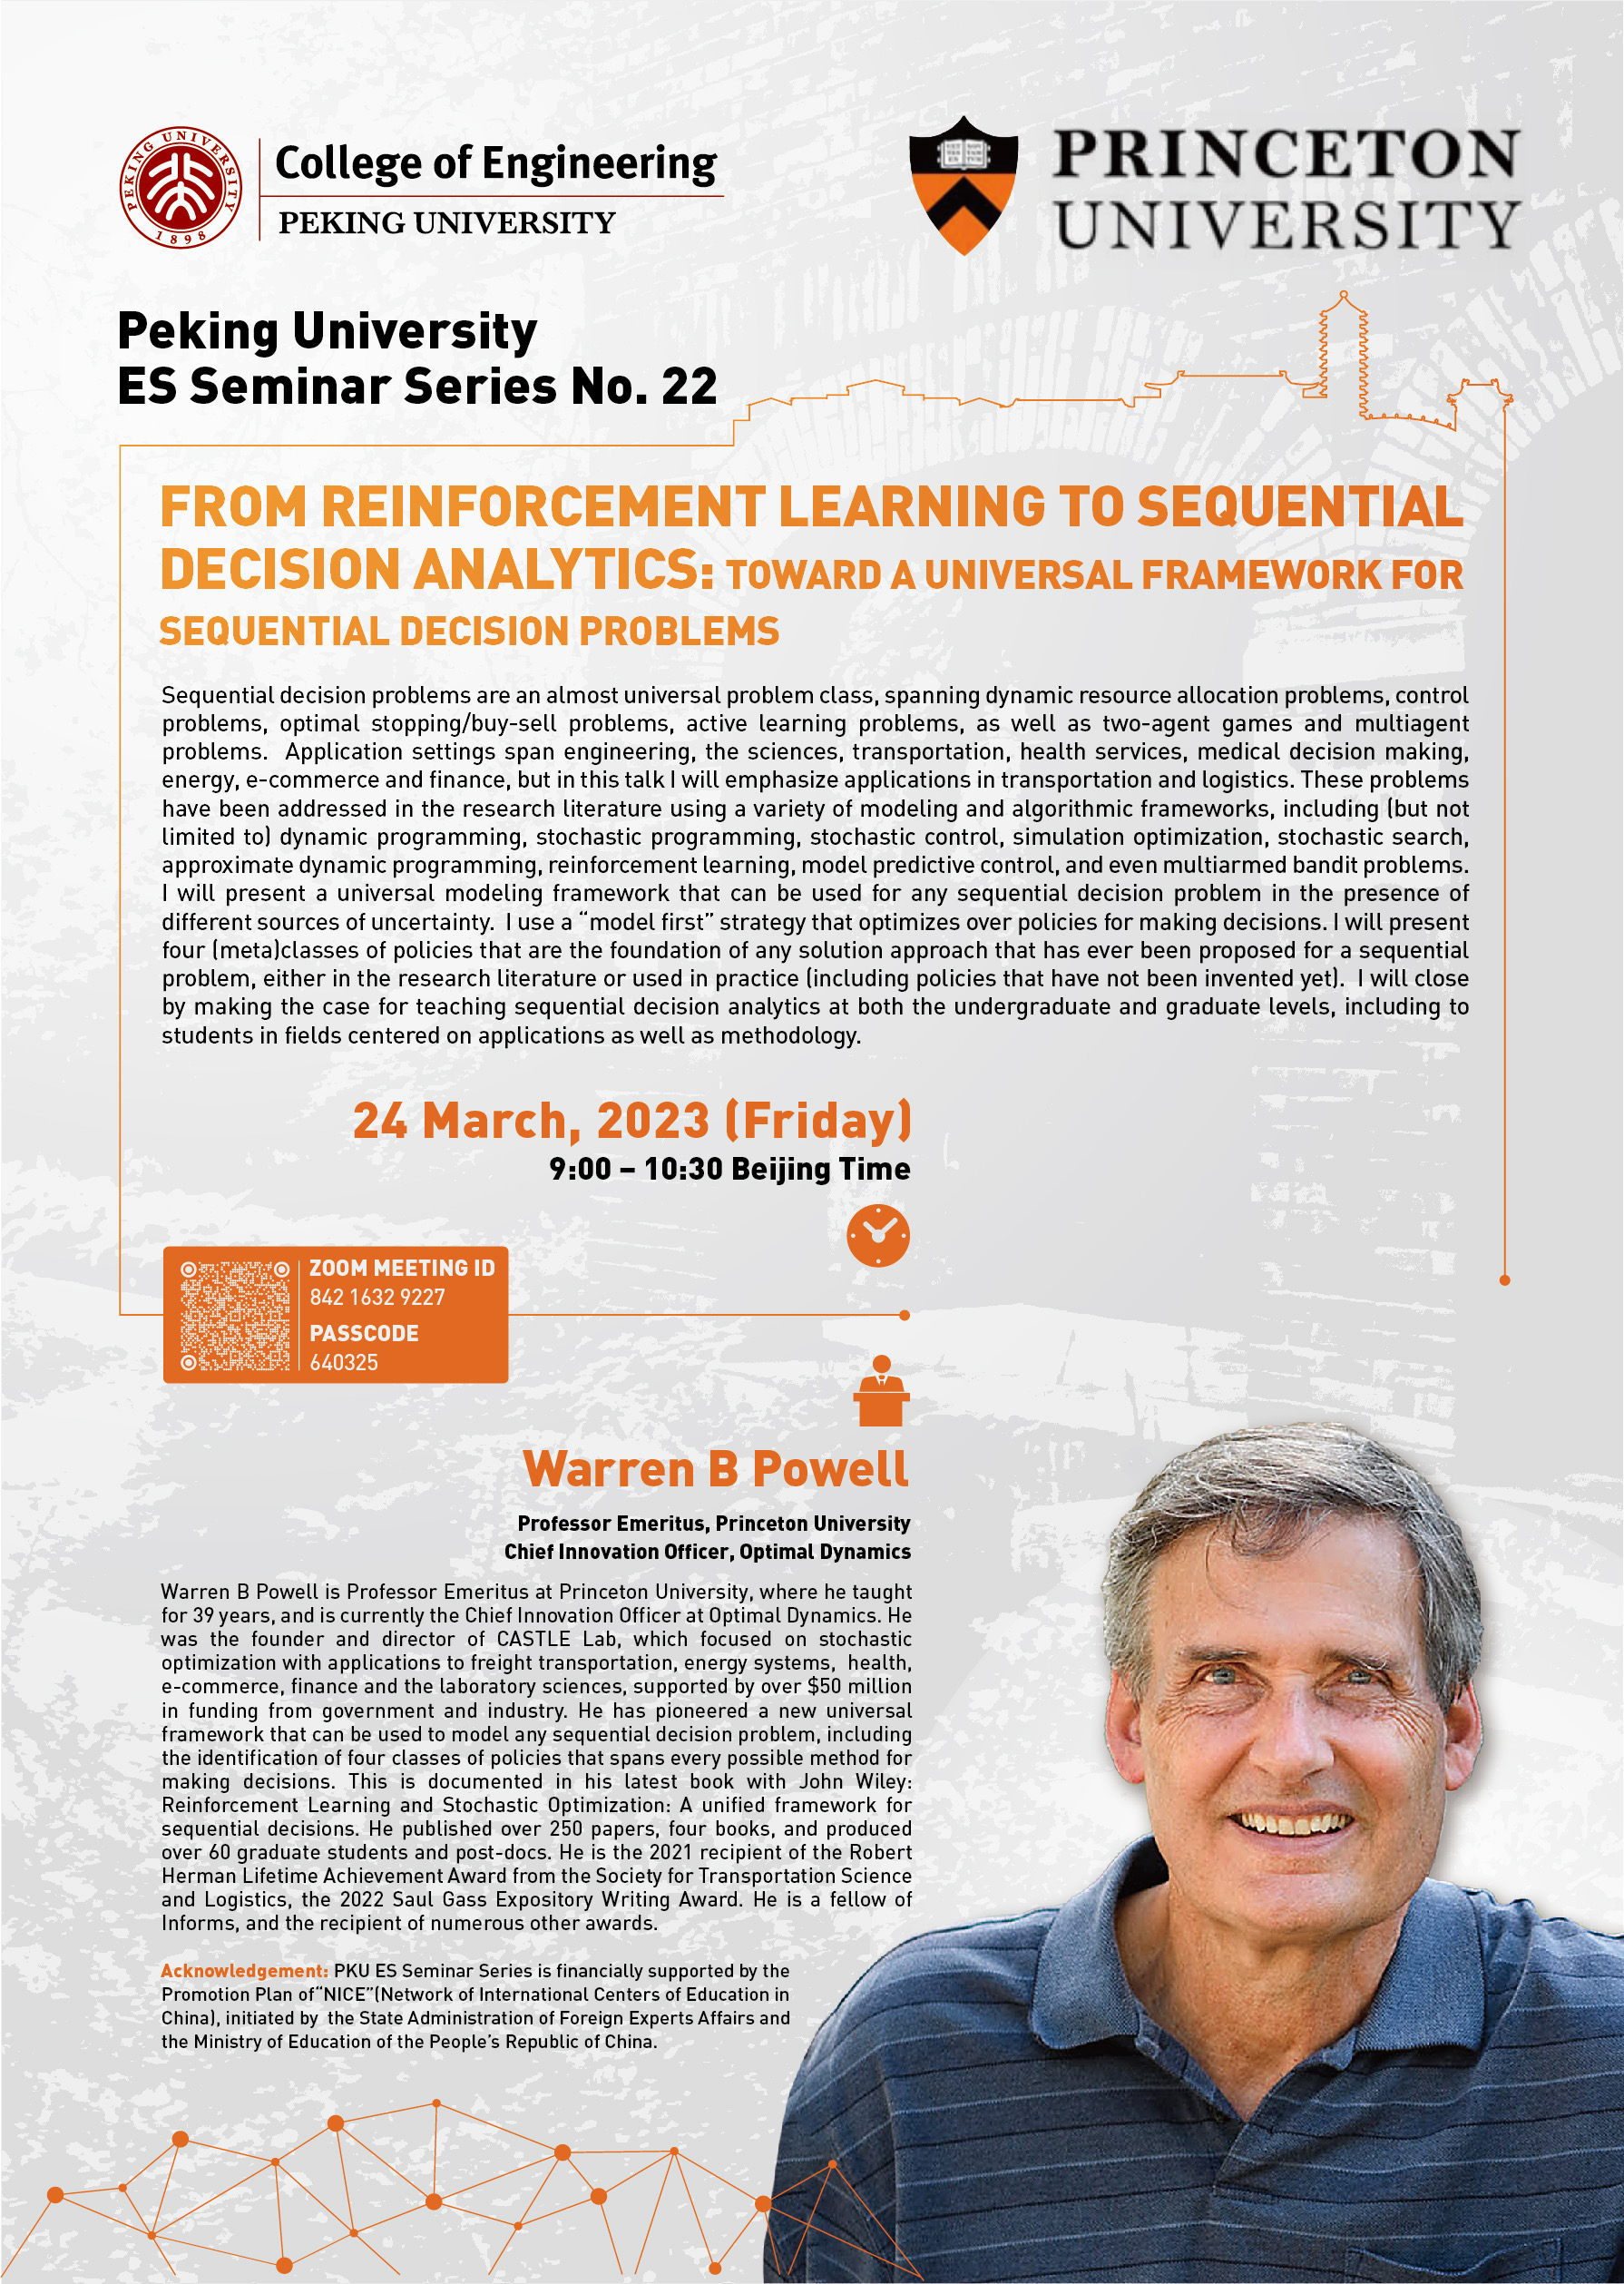 PEKING UNIVERSITY
1898
College of Engineering
PEKING UNIVERSITY
PRINCETON
UNIVERSITY
Peking University
ES Seminar Series No. 22
FROM REINFORCEMENT LEARNING TO SEQUENTIAL
DECISION ANALYTICS: TOWARD A UNIVERSAL FRAMEWORK FOR
SEQUENTIAL DECISION PROBLEMS
Sequential decision problems are an almost universal problem class, spanning dynamic resource allocation problems, control
problems, optimal stopping/buy-sell problems, active learning problems, as well as two-agent games and multiagent
problems. Application settings span engineering, the sciences, transportation, health services, medical decision making,
energy, e-commerce and finance, but in this talk I will emphasize applications in transportation and logistics. These problems
have been addressed in the research literature using a variety of modeling and algorithmic frameworks, including (but not
limited to) dynamic programming, stochastic programming, stochastic control, simulation optimization, stochastic search,
approximate dynamic programming, reinforcement learning, model predictive control, and even multiarmed bandit problems.
I will present a universal modeling framework that can be used for any sequential decision problem in the presence of
different sources of uncertainty. I use a “model first” strategy that optimizes over policies for making decisions. I will present
four (meta)classes of policies that are the foundation of any solution approach that has ever been proposed for a sequential
problem, either in the research literature or used in practice (including policies that have not been invented yet). I will close
by making the case for teaching sequential decision analytics at both the undergraduate and graduate levels, including to
students in fields centered on applications as well as methodology.
24 March, 2023 (Friday)
9:00 – 10:30 Beijing Time
ZOOM MEETING ID
842 1632 9227
PASSCODE
640325
Warren B Powell
Professor Emeritus, Princeton University
Chief Innovation Officer, Optimal Dynamics
Warren B Powell is Professor Emeritus at Princeton University, where he taught
for 39 years, and is currently the Chief Innovation Officer at Optimal Dynamics. He
was the founder and director of CASTLE Lab, which focused on stochastic
optimization with applications to freight transportation, energy systems, health,
e-commerce, finance and the laboratory sciences, supported by over $50 million
in funding from government and industry. He has pioneered a new universal
framework that can be used to model any sequential decision problem, including
the identification of four classes of policies that spans every possible method for
making decisions. This is documented in his latest book with John Wiley:
Reinforcement Learning and Stochastic Optimization: A unified framework for
sequential decisions. He published over 250 papers, four books, and produced
over 60 graduate students and post-docs. He is the 2021 recipient of the Robert
Herman Lifetime Achievement Award from the Society for Transportation Science
and Logistics, the 2022 Saul Gass Expository Writing Award. He is a fellow of
Informs, and the recipient of numerous other awards.
Acknowledgement: PKU ES Seminar Series is financially supported by the
Promotion Plan of“NICE”(Network of International Centers of Education in
China), initiated by the State Administration of Foreign Experts Affairs and
the Ministry of Education of the People’s Republic of China.